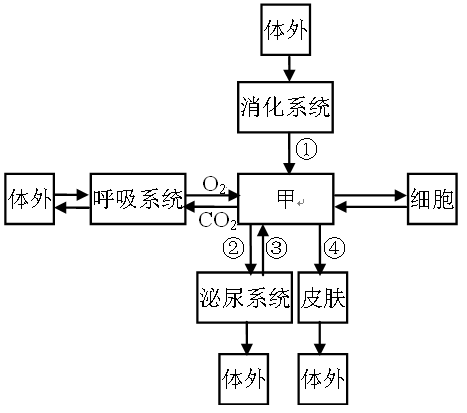 体外
消化系统
①
体外
呼吸系统
O₂
CO₂
甲
细胞
②
③
④
泌尿系统
皮肤
体外
体外